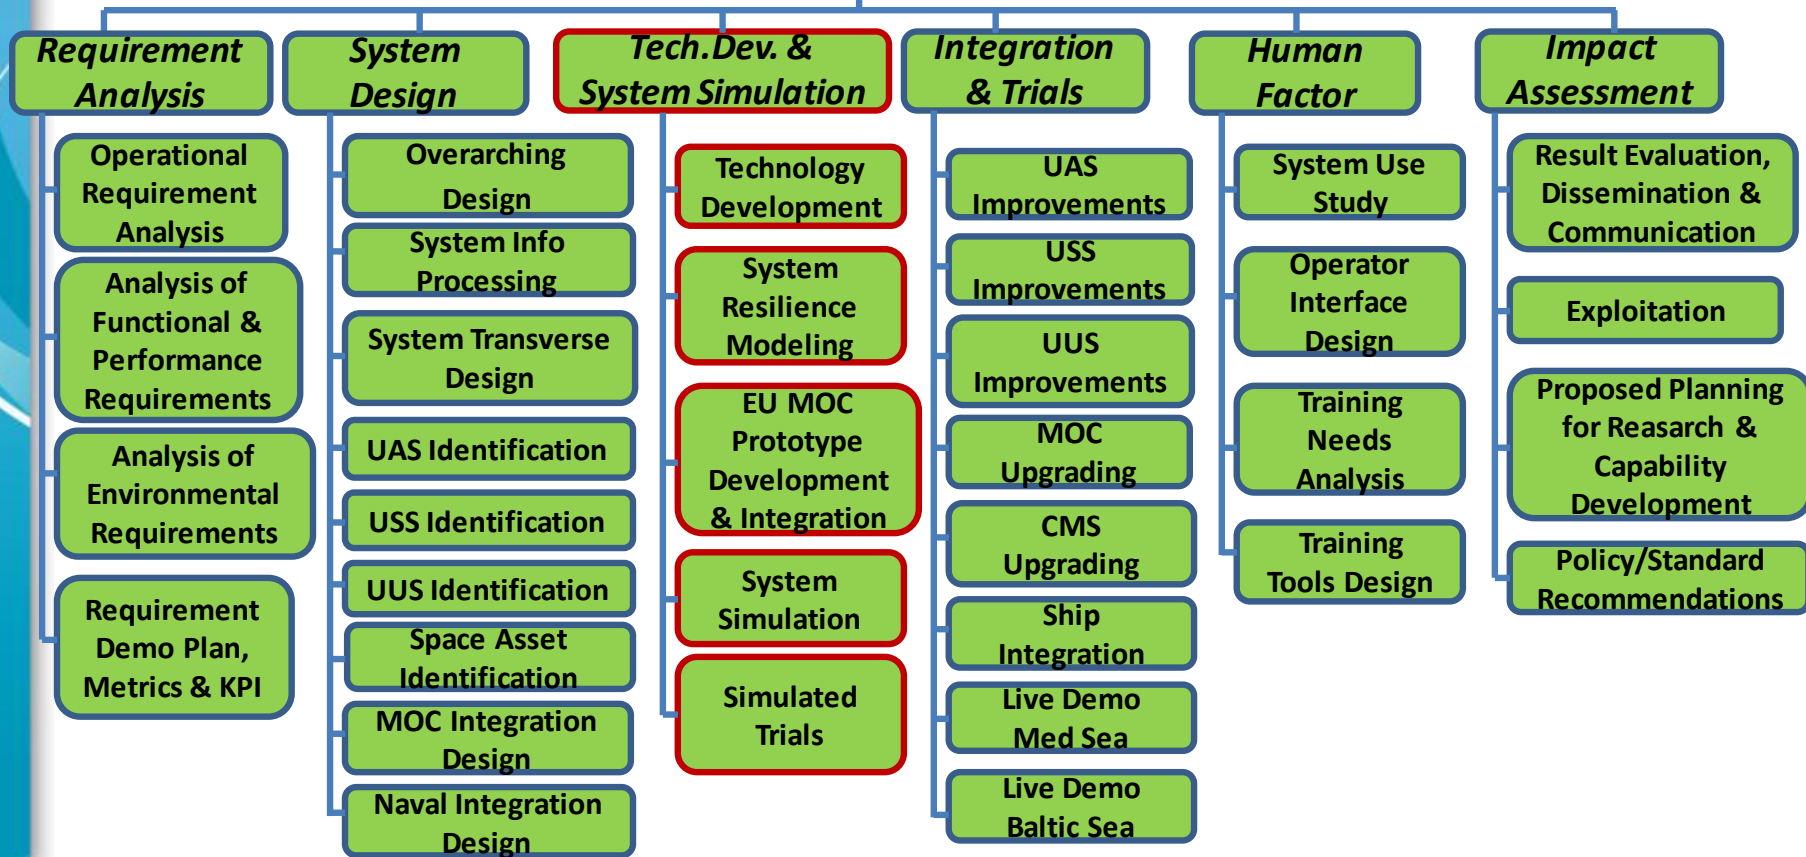 Requirement
Analysis
System
Design
Tech.Dev. &
System Simulation
Integration
& Trials
Human
Factor
Impact
Assessment
Operational
Requirement
Analysis
Analysis of
Functional &
Performance
Requirements
Analysis of
Environmental
Requirements
Requirement
Demo Plan,
Metrics & KPI
Overarching
Design
System Info
Processing
System Transverse
Design
UAS Identification
USS Identification
UUS Identification
Space Asset
Identification
MOC Integration
Design
Naval Integration
Design
Technology
Development
System
Resilience
Modeling
EU MOC
Prototype
Development
& Integration
System
Simulation
Simulated
Trials
UAS
Improvements
USS
Improvements
UUS
Improvements
MOC
Upgrading
CMS
Upgrading
Ship
Integration
Live Demo
Med Sea
Live Demo
Baltic Sea
System Use
Study
Operator
Interface
Design
Training
Needs
Analysis
Training
Tools Design
Result Evaluation,
Dissemination &
Communication
Exploitation
Proposed Planning
for Reasarch &
Capability
Development
Policy/Standard
Recommendations